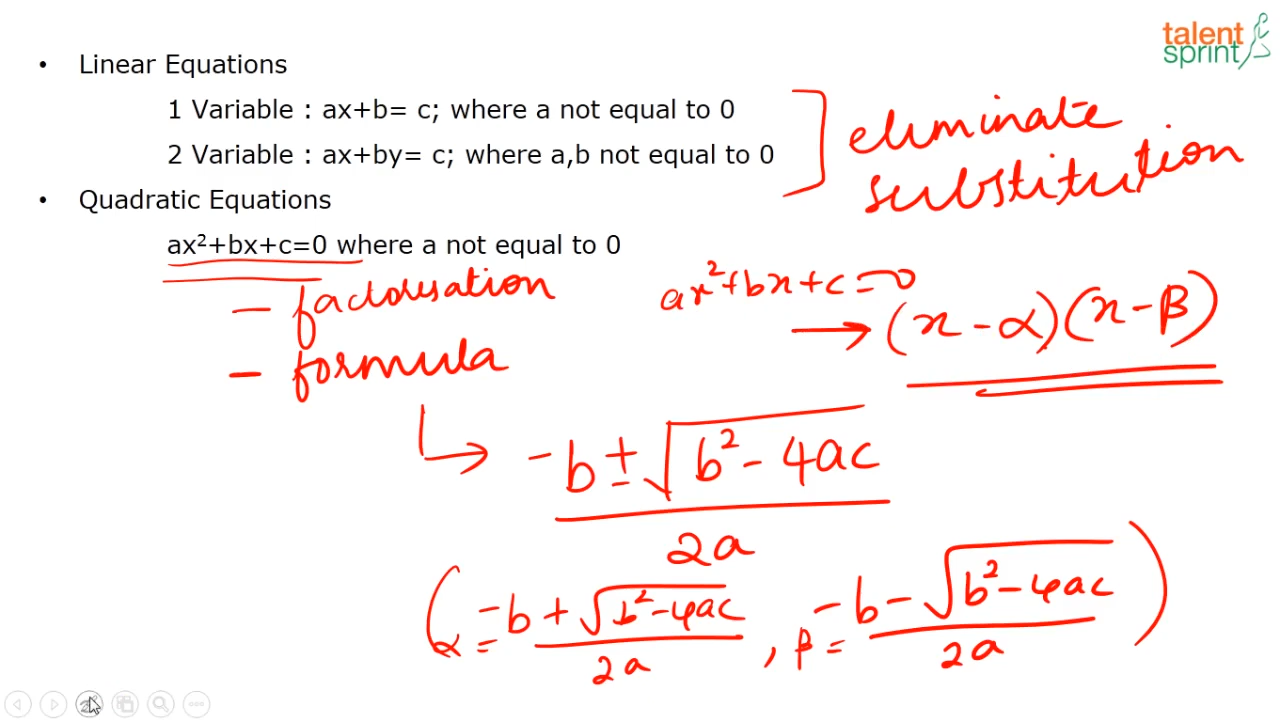 talent
sprint
• Linear Equations
1 Variable : ax+b= c; where a not equal to 0
2 Variable : ax+by= c; where a,b not equal to 0
eliminate
substitution
• Quadratic Equations
ax²+bx+c=0 where a not equal to 0
- factorisation
- formula
ax²+bx+c=0
→ (x-α)(x-β)
-b±√(b²-4ac)
2a
(α = -b+√(b²-4ac) / 2a , β = -b-√(b²-4ac) / 2a)